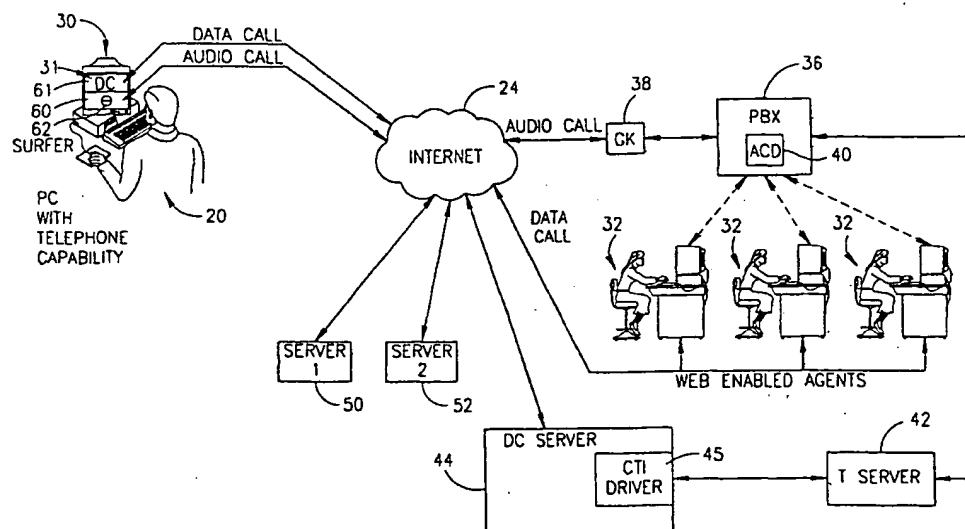 30
DATA CALL
31
AUDIO CALL
61
DC
60
62
SURFER
PC
WITH
TELEPHONE
CAPABILITY
20
24
INTERNET
AUDIO CALL
38
GK
36
PBX
ACD
40
DATA
CALL
32
32
32
WEB ENABLED AGENTS
SERVER
1
50
SERVER
2
52
DC SERVER
44
CTI
DRIVER
45
T SERVER
42